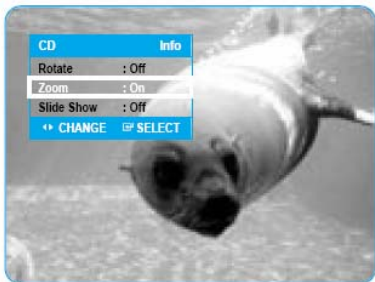 CD Info
Rotate : Off
Zoom : On
Slide Show : Off
CHANGE SELECT